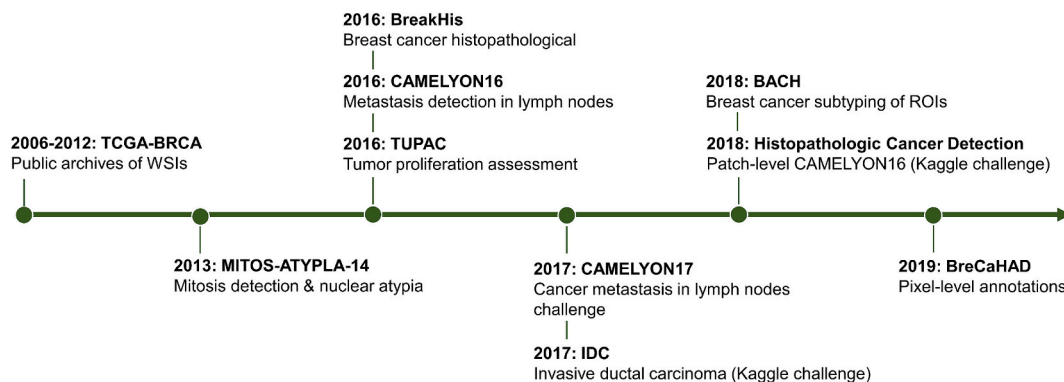 2006-2012: TCGA-BRCA
Public archives of WSIs
2013: MITOS-ATYPLA-14
Mitosis detection & nuclear atypia
2016: BreakHis
Breast cancer histopathological
2016: CAMELYON16
Metastasis detection in lymph nodes
2016: TUPAC
Tumor proliferation assessment
2017: CAMELYON17
Cancer metastasis in lymph nodes
challenge
2017: IDC
Invasive ductal carcinoma (Kaggle challenge)
2018: BACH
Breast cancer subtyping of ROIs
2018: Histopathologic Cancer Detection
Patch-level CAMELYON16 (Kaggle challenge)
2019: BreCaHAD
Pixel-level annotations